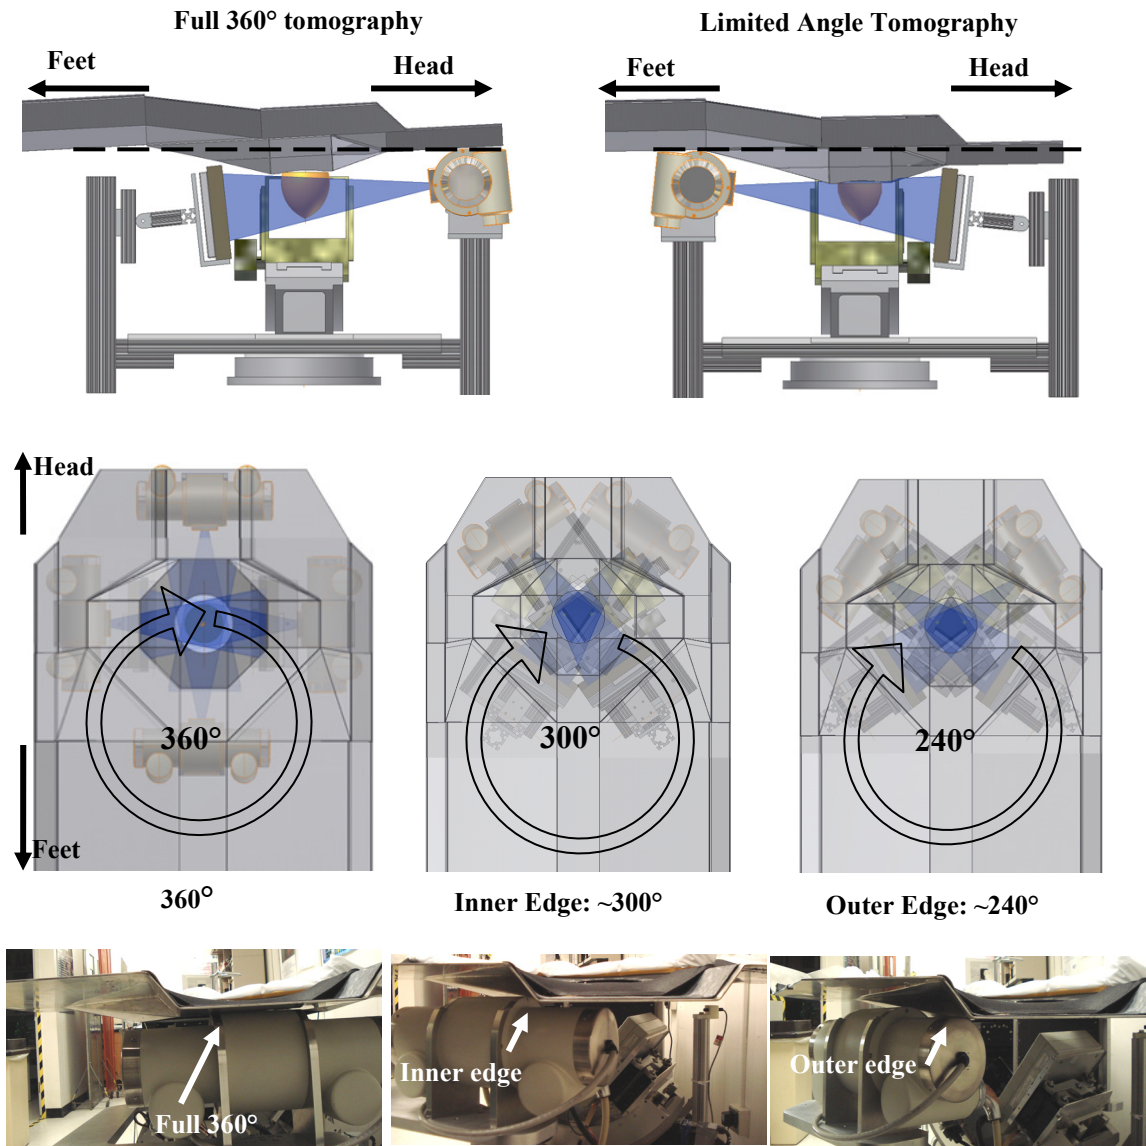 Full 360° tomography
Limited Angle Tomography
Feet
Head
Feet
Head
Head
360°
300°
240°
Feet
360°
Inner Edge: ~300°
Outer Edge: ~240°
Full 360°
Inner edge
Outer edge